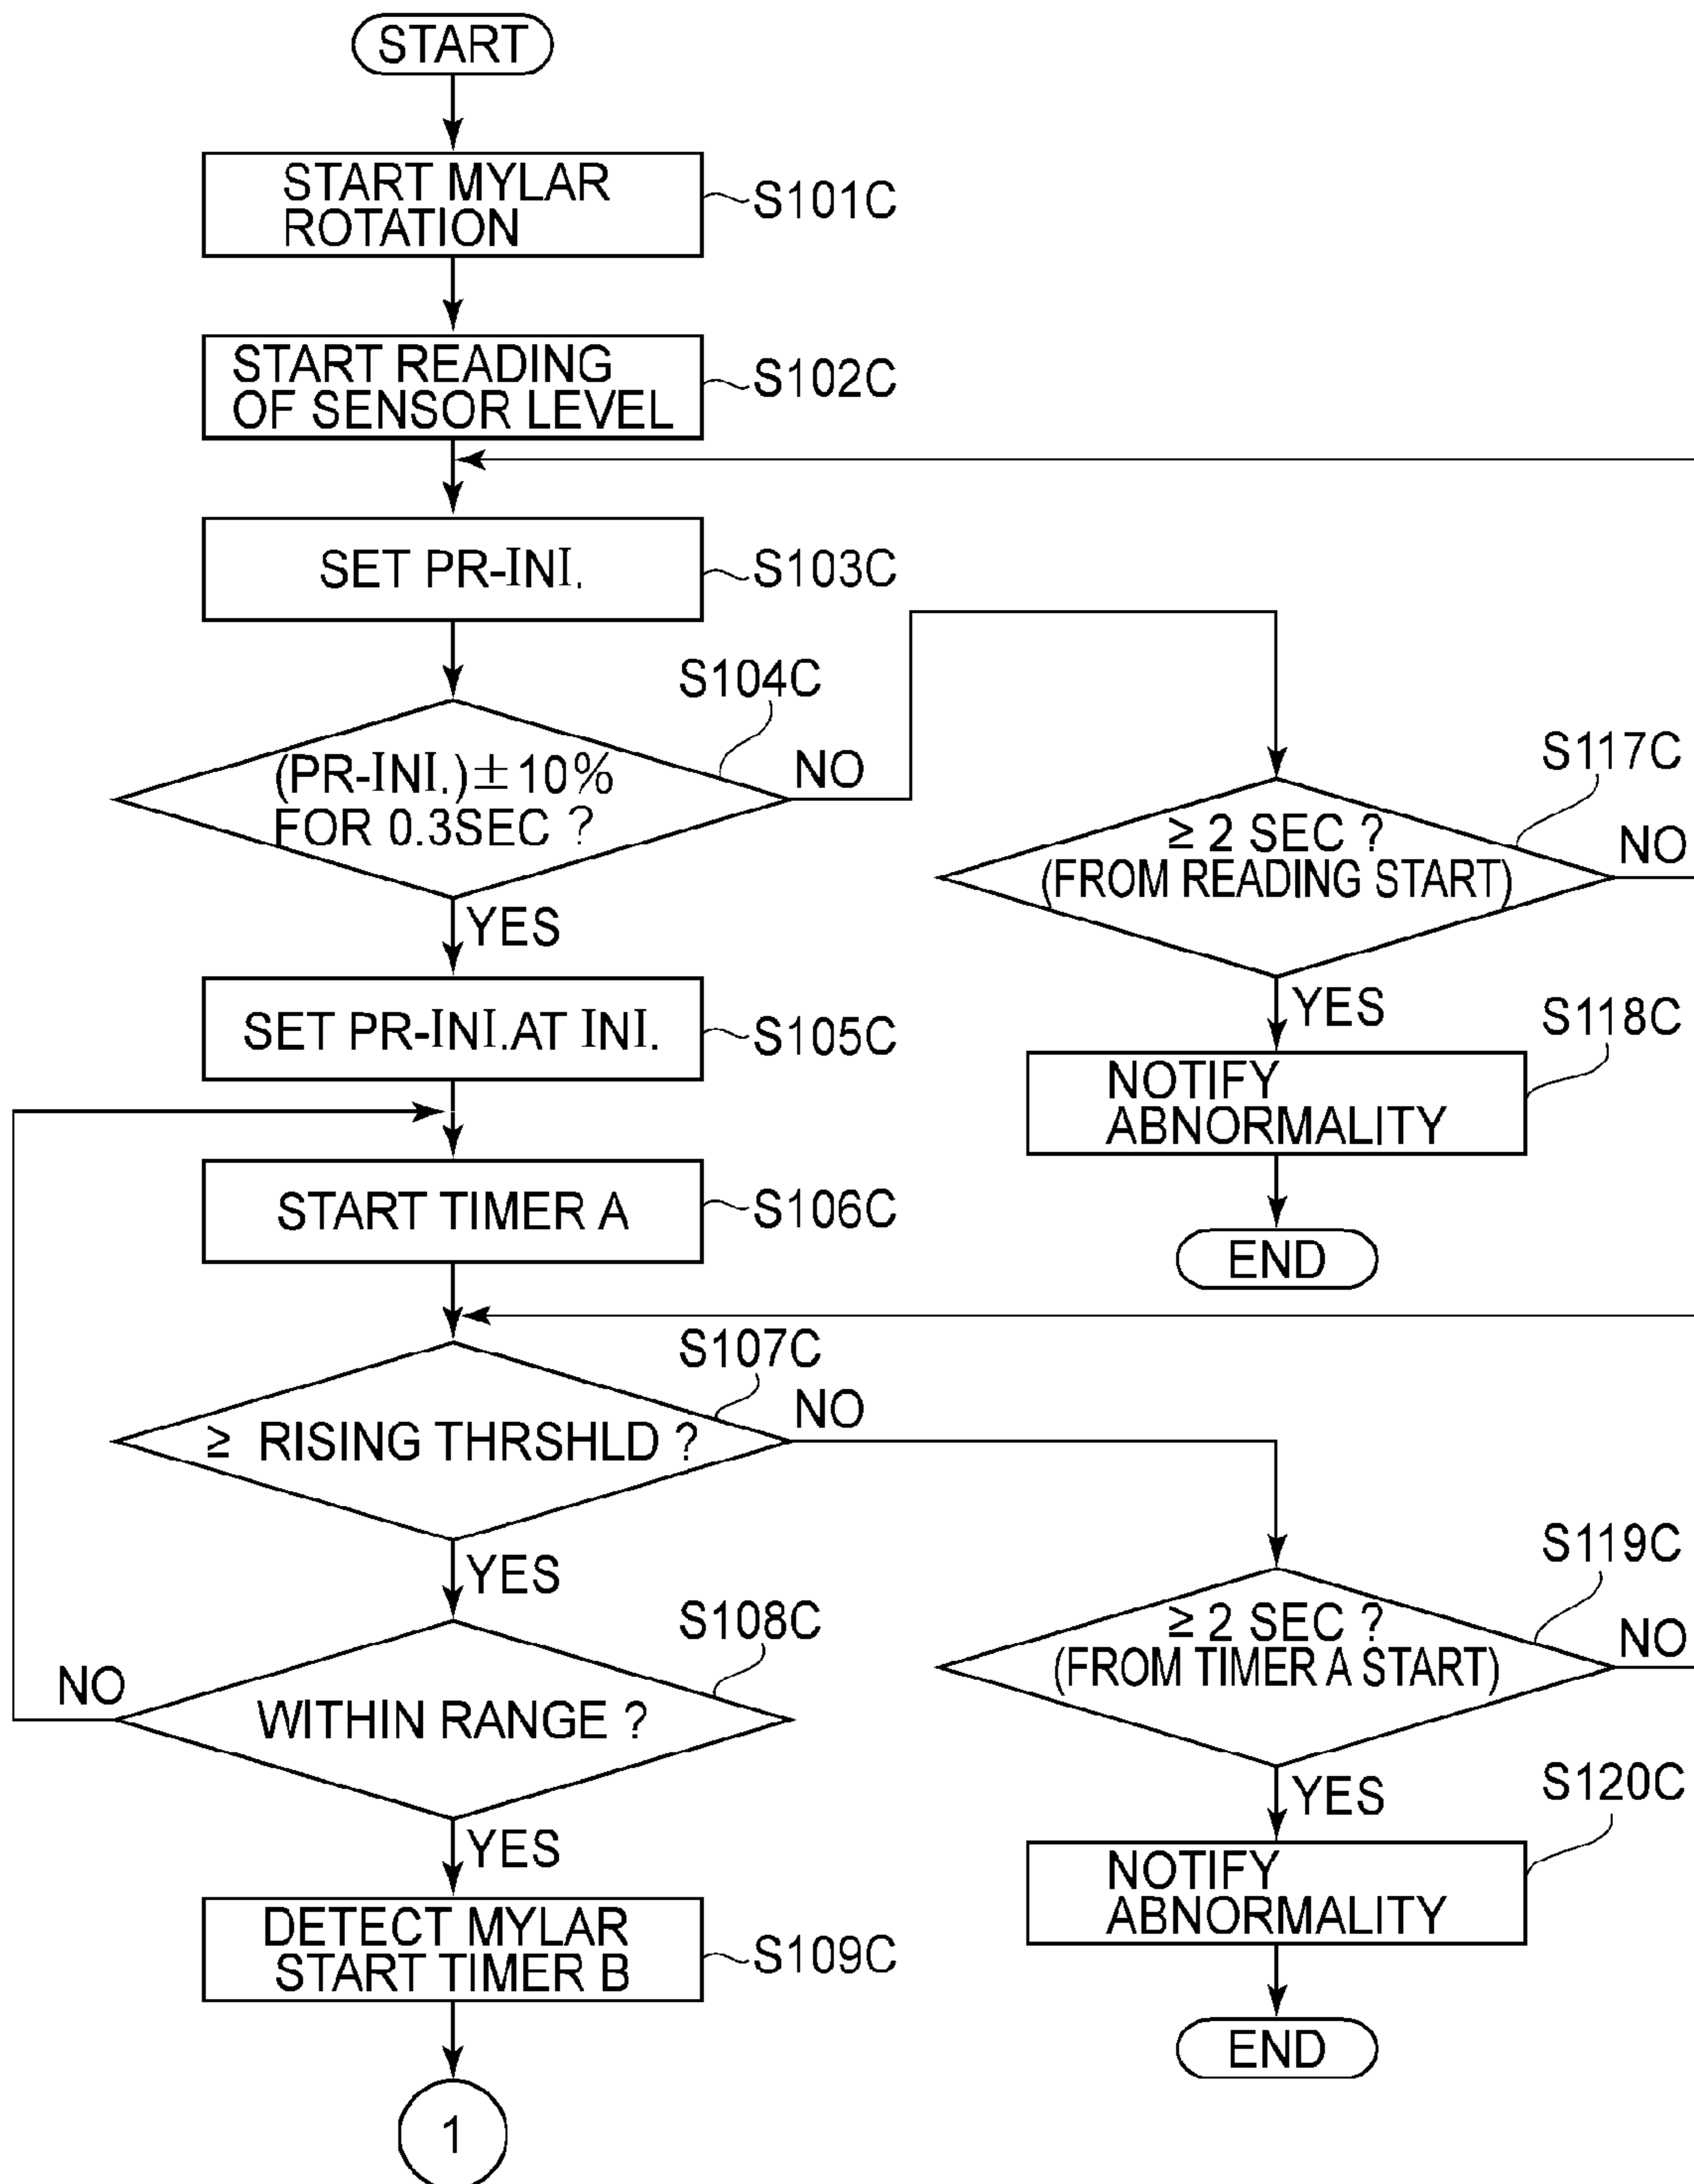 START
START MYLAR
ROTATION
S101C
START READING
OF SENSOR LEVEL
S102C
SET PR-INI.
S103C
S104C
(PR-INI.)±10%
FOR 0.3SEC ?
NO
YES
S117C
≥ 2 SEC ?
(FROM READING START)
NO
YES
SET PR-INI.AT INI.
S105C
S118C
NOTIFY
ABNORMALITY
END
START TIMER A
S106C
S107C
≥ RISING THRSHLD ?
NO
YES
S108C
WITHIN RANGE ?
NO
YES
S119C
≥ 2 SEC ?
(FROM TIMER A START)
NO
YES
S120C
NOTIFY
ABNORMALITY
END
DETECT MYLAR
START TIMER B
S109C
1